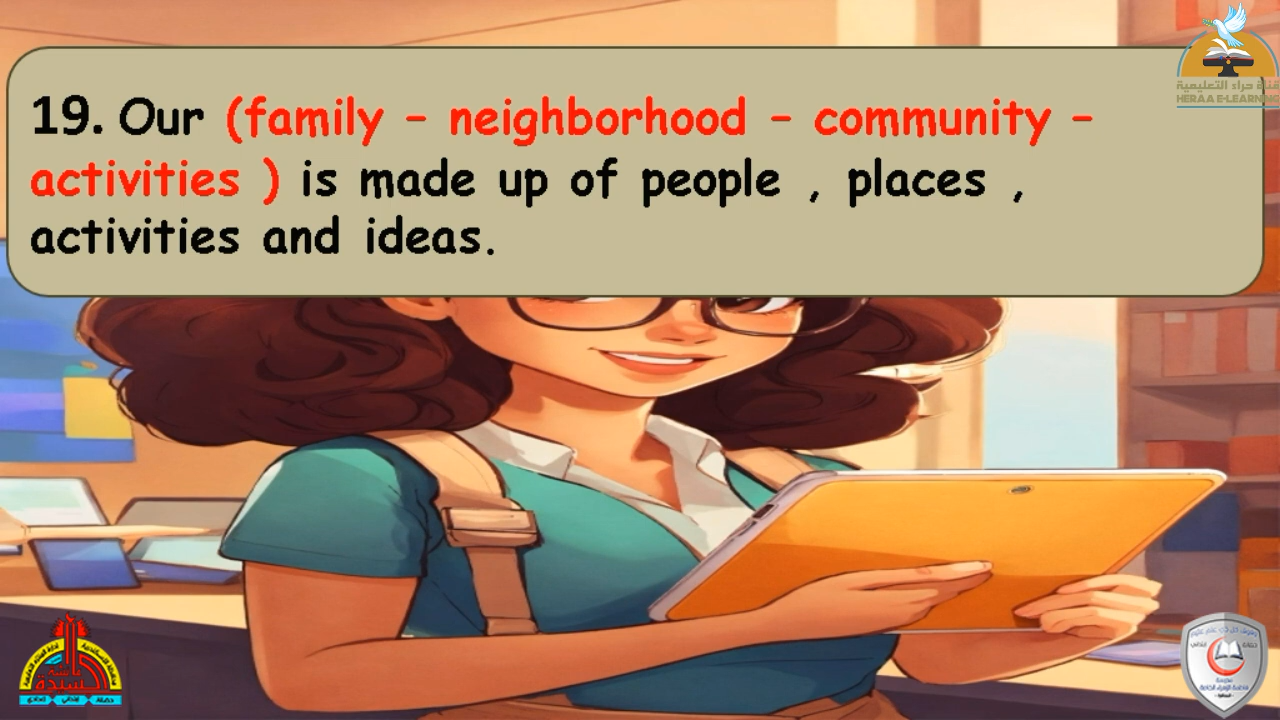 قناة حراء التعليمية
HERAA E-LEARNING
19. Our (family – neighborhood – community –
activities ) is made up of people , places ,
activities and ideas.